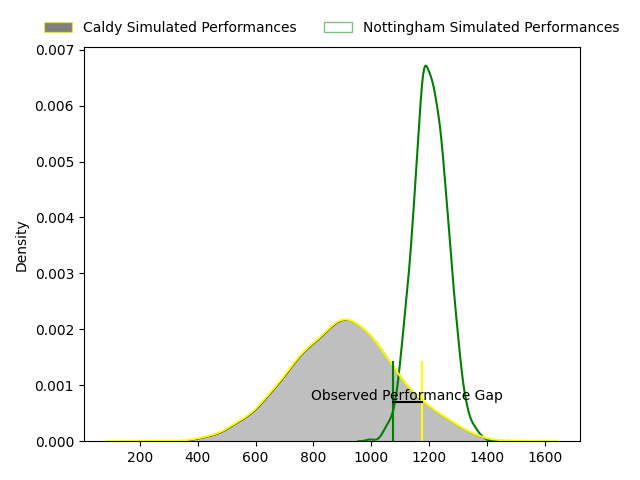 Caldy Simulated Performances
Nottingham Simulated Performances
0.007
0.006
0.005
0.004
0.003
0.002
0.001
0.000
Density
Observed Performance Gap
200 400 600 800 1000 1200 1400 1600